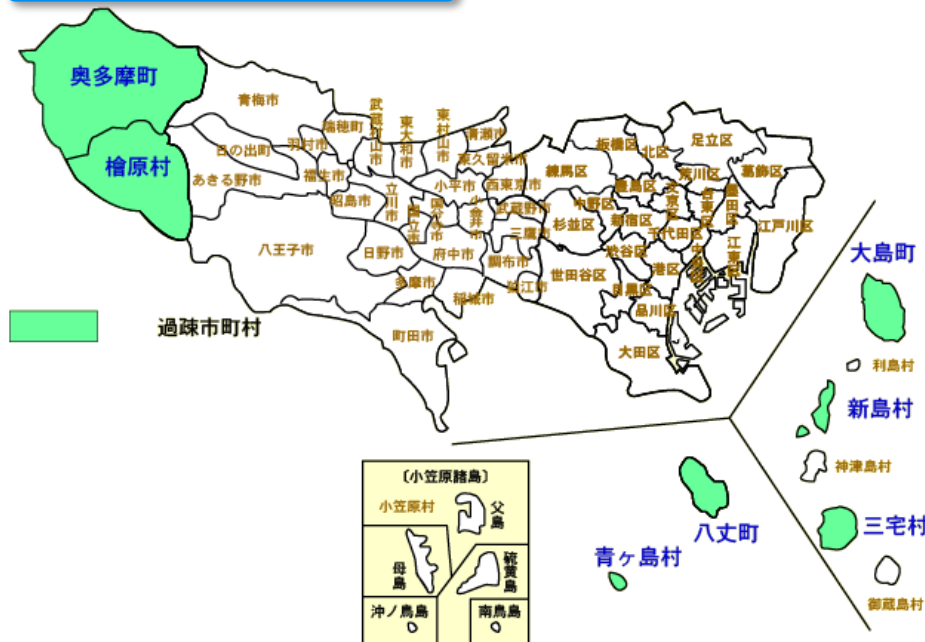 奥多摩町
檜原村
青梅市
日の出町
あきる野市
羽村市
瑞穂町
福生市
昭島市
八王子市
武蔵村山市
東大和市
東村山市
清瀬市
東久留米市
立川市
国立市
国分寺市
小平市
小金井市
西東京市
武蔵野市
三鷹市
日野市
府中市
調布市
狛江市
多摩市
稲城市
町田市
練馬区
板橋区
北区
足立区
荒川区
葛飾区
豊島区
文京区
台東区
墨田区
中野区
杉並区
新宿区
千代田区
江戸川区
渋谷区
中央区
江東区
世田谷区
港区
目黒区
品川区
大田区
過疎市町村
大島町
利島村
新島村
神津島村
三宅村
御蔵島村
八丈町
青ヶ島村
〔小笠原諸島〕
小笠原村
父島
母島
硫黄島
沖ノ鳥島
南鳥島